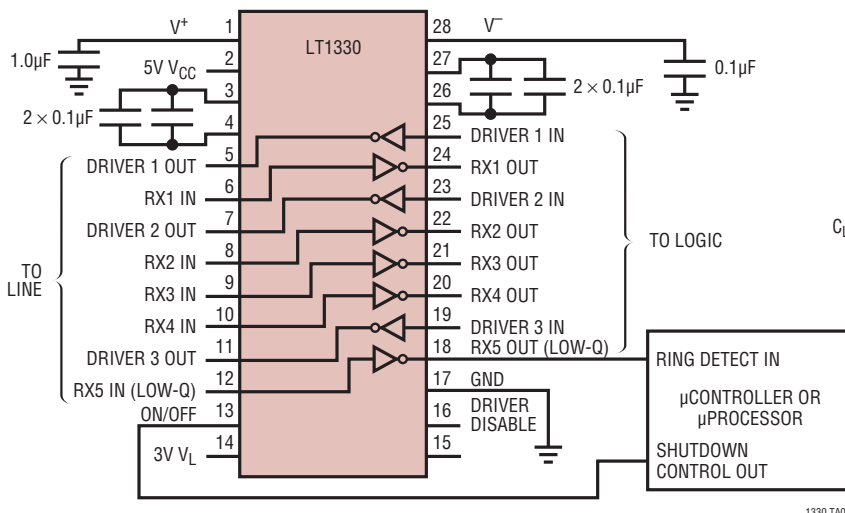 LT1330
V+
1
1.0µF
2
5V VCC
3
2 × 0.1µF
4
5
DRIVER 1 OUT
6
RX1 IN
7
DRIVER 2 OUT
8
RX2 IN
9
RX3 IN
10
RX4 IN
11
DRIVER 3 OUT
12
RX5 IN (LOW-Q)
13
ON/OFF
14
3V VL
TO
LINE
28
V–
0.1µF
27
2 × 0.1µF
26
25
DRIVER 1 IN
24
RX1 OUT
23
DRIVER 2 IN
22
RX2 OUT
21
RX3 OUT
20
RX4 OUT
19
DRIVER 3 IN
18
RX5 OUT (LOW-Q)
17
GND
16
DRIVER
DISABLE
15
TO LOGIC
RING DETECT IN
µCONTROLLER OR
µPROCESSOR
SHUTDOWN
CONTROL OUT
CL
1330 TA0